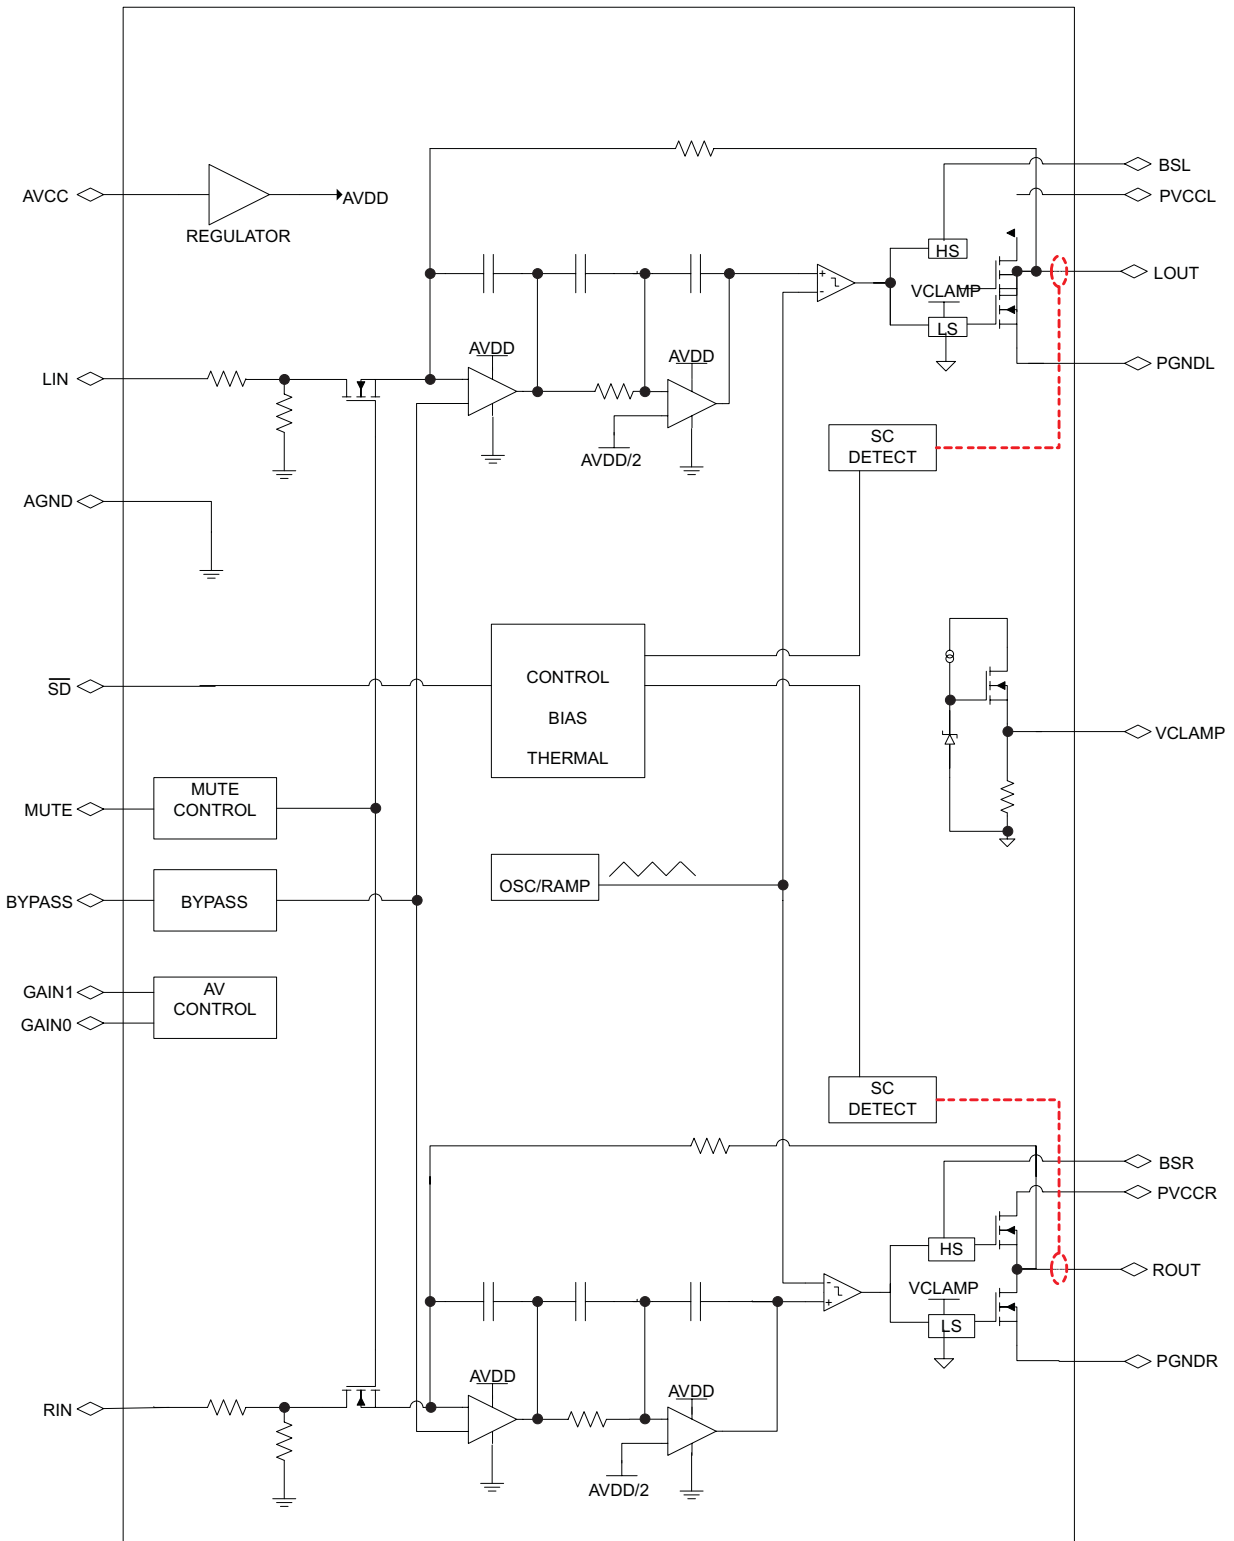 BSL
AVCC
AVDD
PVCCL
REGULATOR
HS
+
-
LOUT
VCLAMP
LS
AVDD
AVDD
PGNDL
LIN
SC
DETECT
AVDD/2
AGND
CONTROL
BIAS
THERMAL
SD
VCLAMP
MUTE
MUTE
CONTROL
OSC/RAMP
BYPASS
BYPASS
GAIN1
GAIN0
AV
CONTROL
SC
DETECT
BSR
PVCCR
HS
ROUT
-
+
VCLAMP
LS
PGNDR
AVDD
AVDD
RIN
AVDD/2